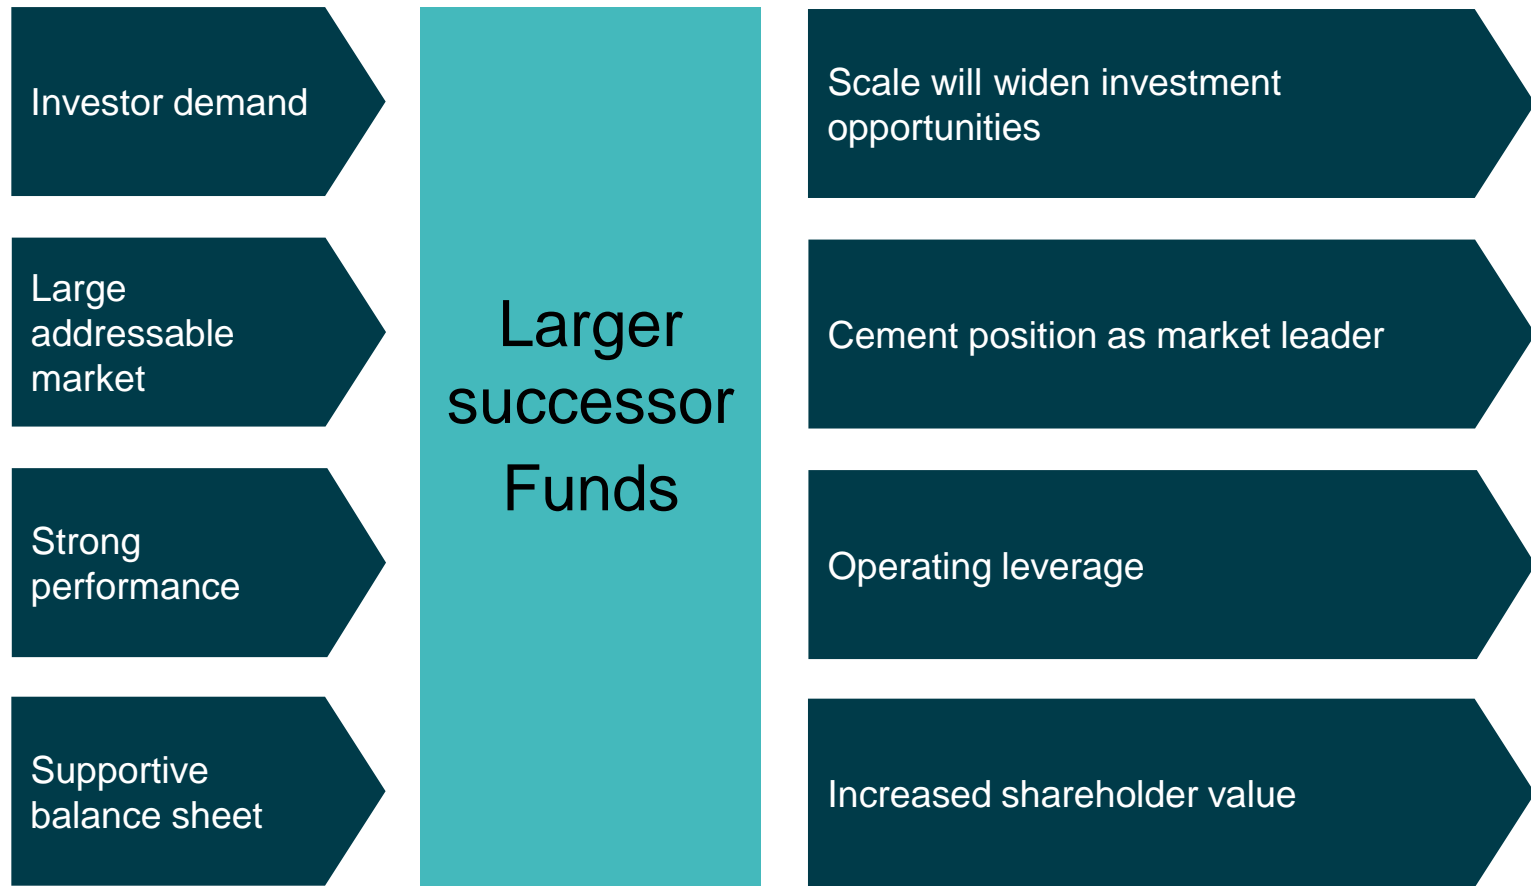 Investor demand
Large
addressable
market
Strong
performance
Supportive
balance sheet
Larger
successor
Funds
Scale will widen investment
opportunities
Cement position as market leader
Operating leverage
Increased shareholder value